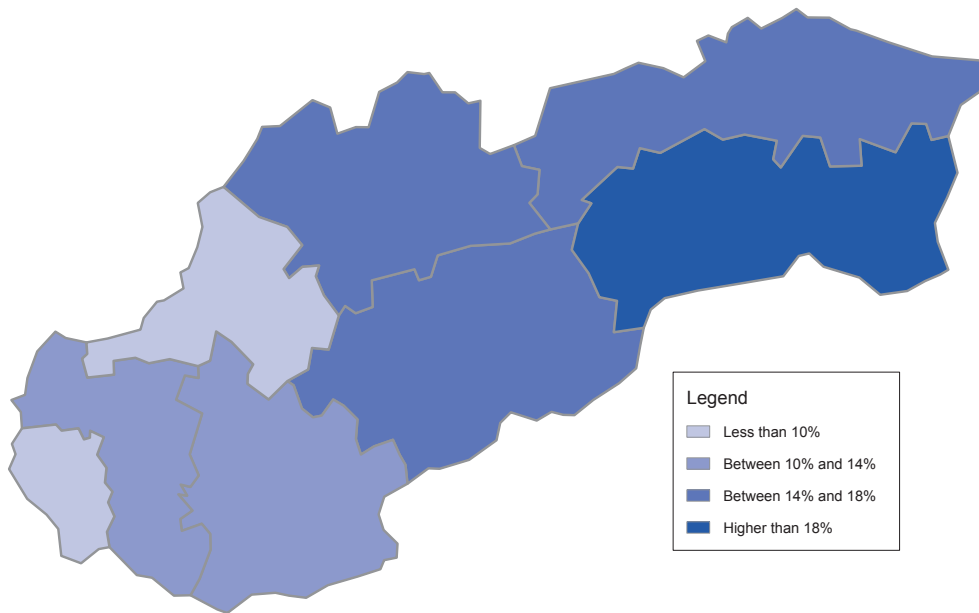 Legend
Less than 10%
Between 10% and 14%
Between 14% and 18%
Higher than 18%